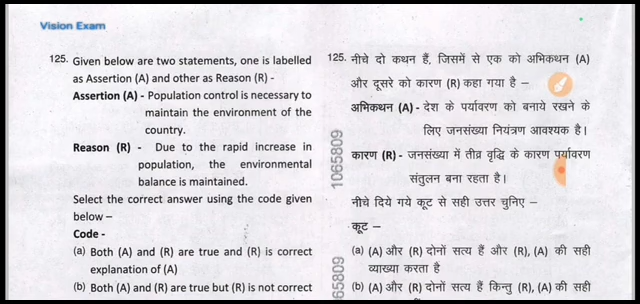 Vision Exam
125. Given below are two statements, one is labelled
as Assertion (A) and other as Reason (R) -
Assertion (A) - Population control is necessary to
maintain the environment of the
country.
Reason (R) - Due to the rapid increase in
population, the environmental
balance is maintained.
Select the correct answer using the code given
below –
Code -
(a) Both (A) and (R) are true and (R) is correct
explanation of (A)
(b) Both (A) and (R) are true but (R) is not correct
1065809
65809
125. नीचे दो कथन हैं, जिसमें से एक को अभिकथन (A)
और दूसरे को कारण (R) कहा गया है –
अभिकथन (A) - देश के पर्यावरण को बनाये रखने के
लिए जनसंख्या नियंत्रण आवश्यक है।
कारण (R) - जनसंख्या में तीव्र वृद्धि के कारण पर्यावरण
संतुलन बना रहता है।
नीचे दिये गये कूट से सही उत्तर चुनिए –
कूट –
(a) (A) और (R) दोनों सत्य हैं और (R), (A) की सही
व्याख्या करता है
(b) (A) और (R) दोनों सत्य हैं किन्तु (R), (A) की सही